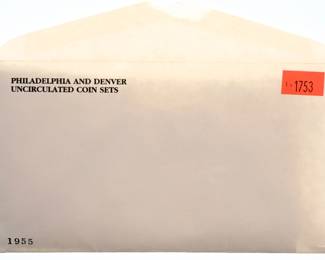 PHILADELPHIA AND DENVER
UNCIRCULATED COIN SETS
1753
1955